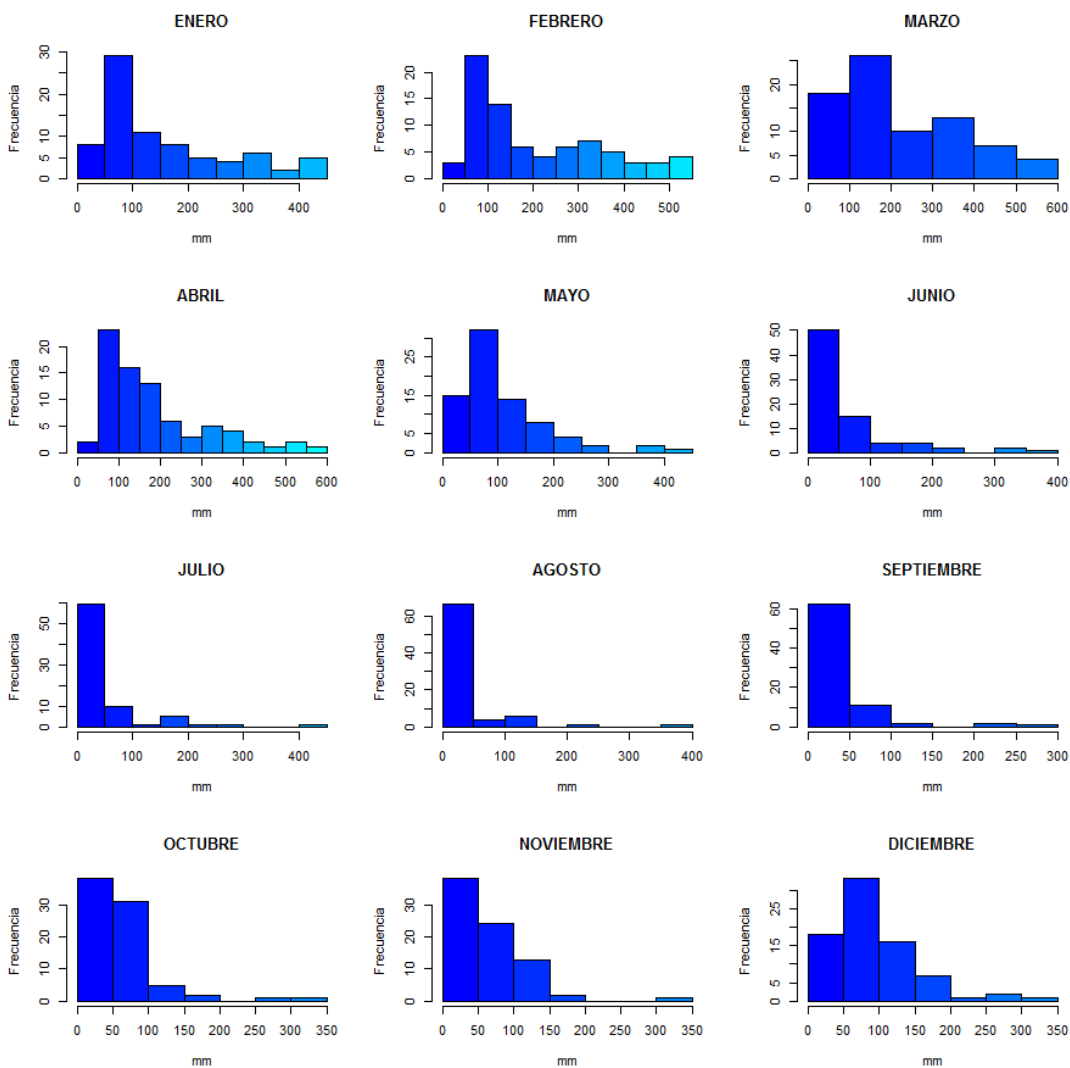 ENERO
Frecuencia
0 5 10 20 30
0 100 200 300 400
mm
FEBRERO
Frecuencia
0 5 10 15 20
0 100 200 300 400 500
mm
MARZO
Frecuencia
0 5 10 20
0 100 200 300 400 500 600
mm
ABRIL
Frecuencia
0 5 10 15 20
0 100 200 300 400 500 600
mm
MAYO
Frecuencia
0 5 15 25
0 100 200 300 400
mm
JUNIO
Frecuencia
0 10 20 30 40 50
0 100 200 300 400
mm
JULIO
Frecuencia
0 10 30 50
0 100 200 300 400
mm
AGOSTO
Frecuencia
0 20 40 60
0 100 200 300 400
mm
SEPTIEMBRE
Frecuencia
0 20 40 60
0 50 100 150 200 250 300
mm
OCTUBRE
Frecuencia
0 10 20 30
0 50 100 150 200 250 350
mm
NOVIEMBRE
Frecuencia
0 10 20 30
0 50 100 150 200 250 350
mm
DICIEMBRE
Frecuencia
0 5 15 25
0 50 100 150 200 250 300 350
mm